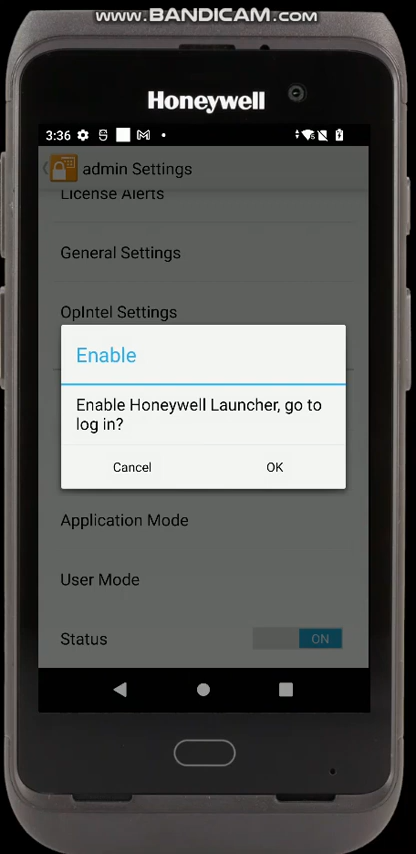 www.BANDICAM.com
Honeywell
3:36
admin Settings
License Alerts
General Settings
OpIntel Settings
Enable
Enable Honeywell Launcher, go to
log in?
Cancel OK
Application Mode
User Mode
Status ON